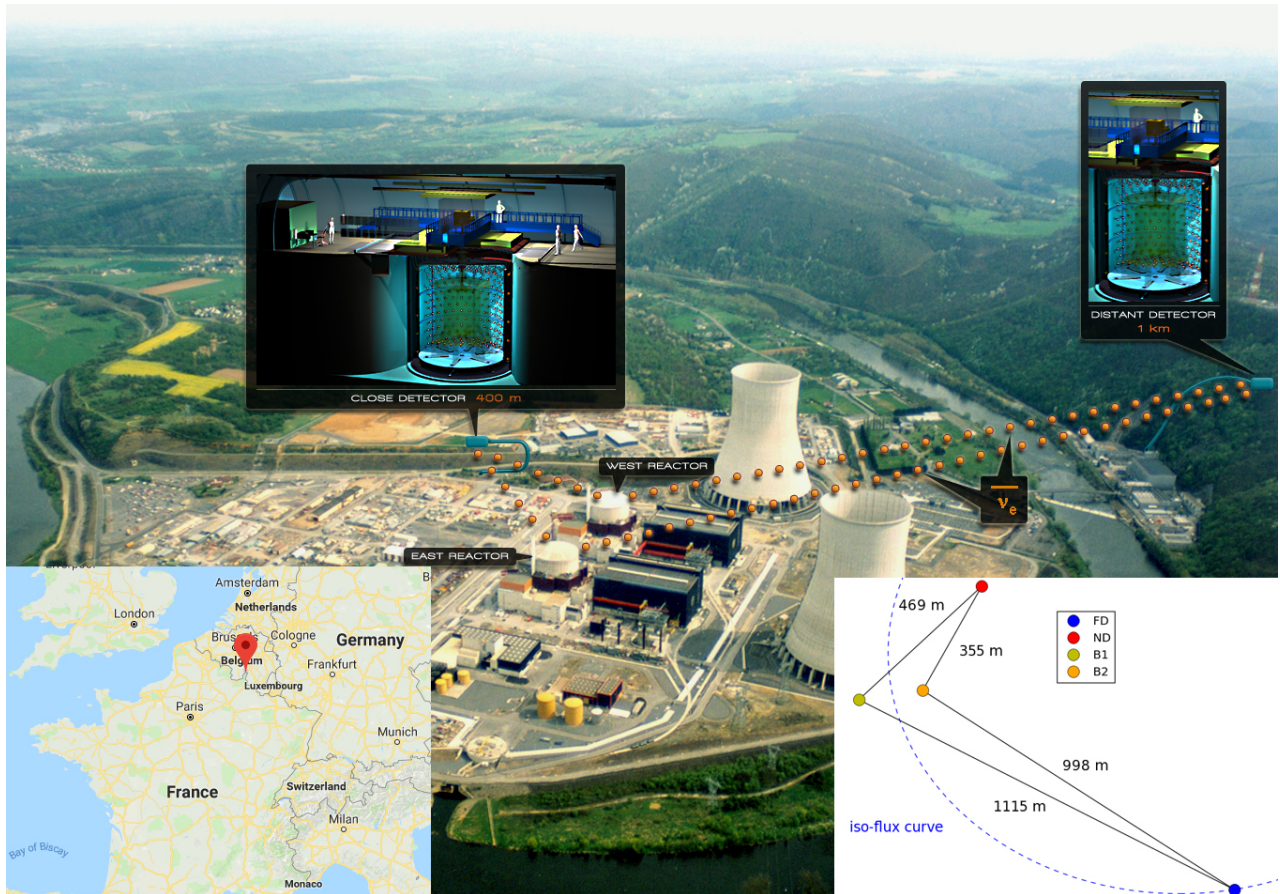 DISTANT DETECTOR
1 km
CLOSE DETECTOR 400 m
WEST REACTOR
ν̅e
EAST REACTOR
Amsterdam
Netherlands
London
Cologne
Germany
Belgium
Frankfurt
Luxembourg
Paris
Munich
France
Switzerland
Milan
Bay of Biscay
Monaco
469 m
FD
ND
B1
B2
355 m
998 m
1115 m
iso-flux curve